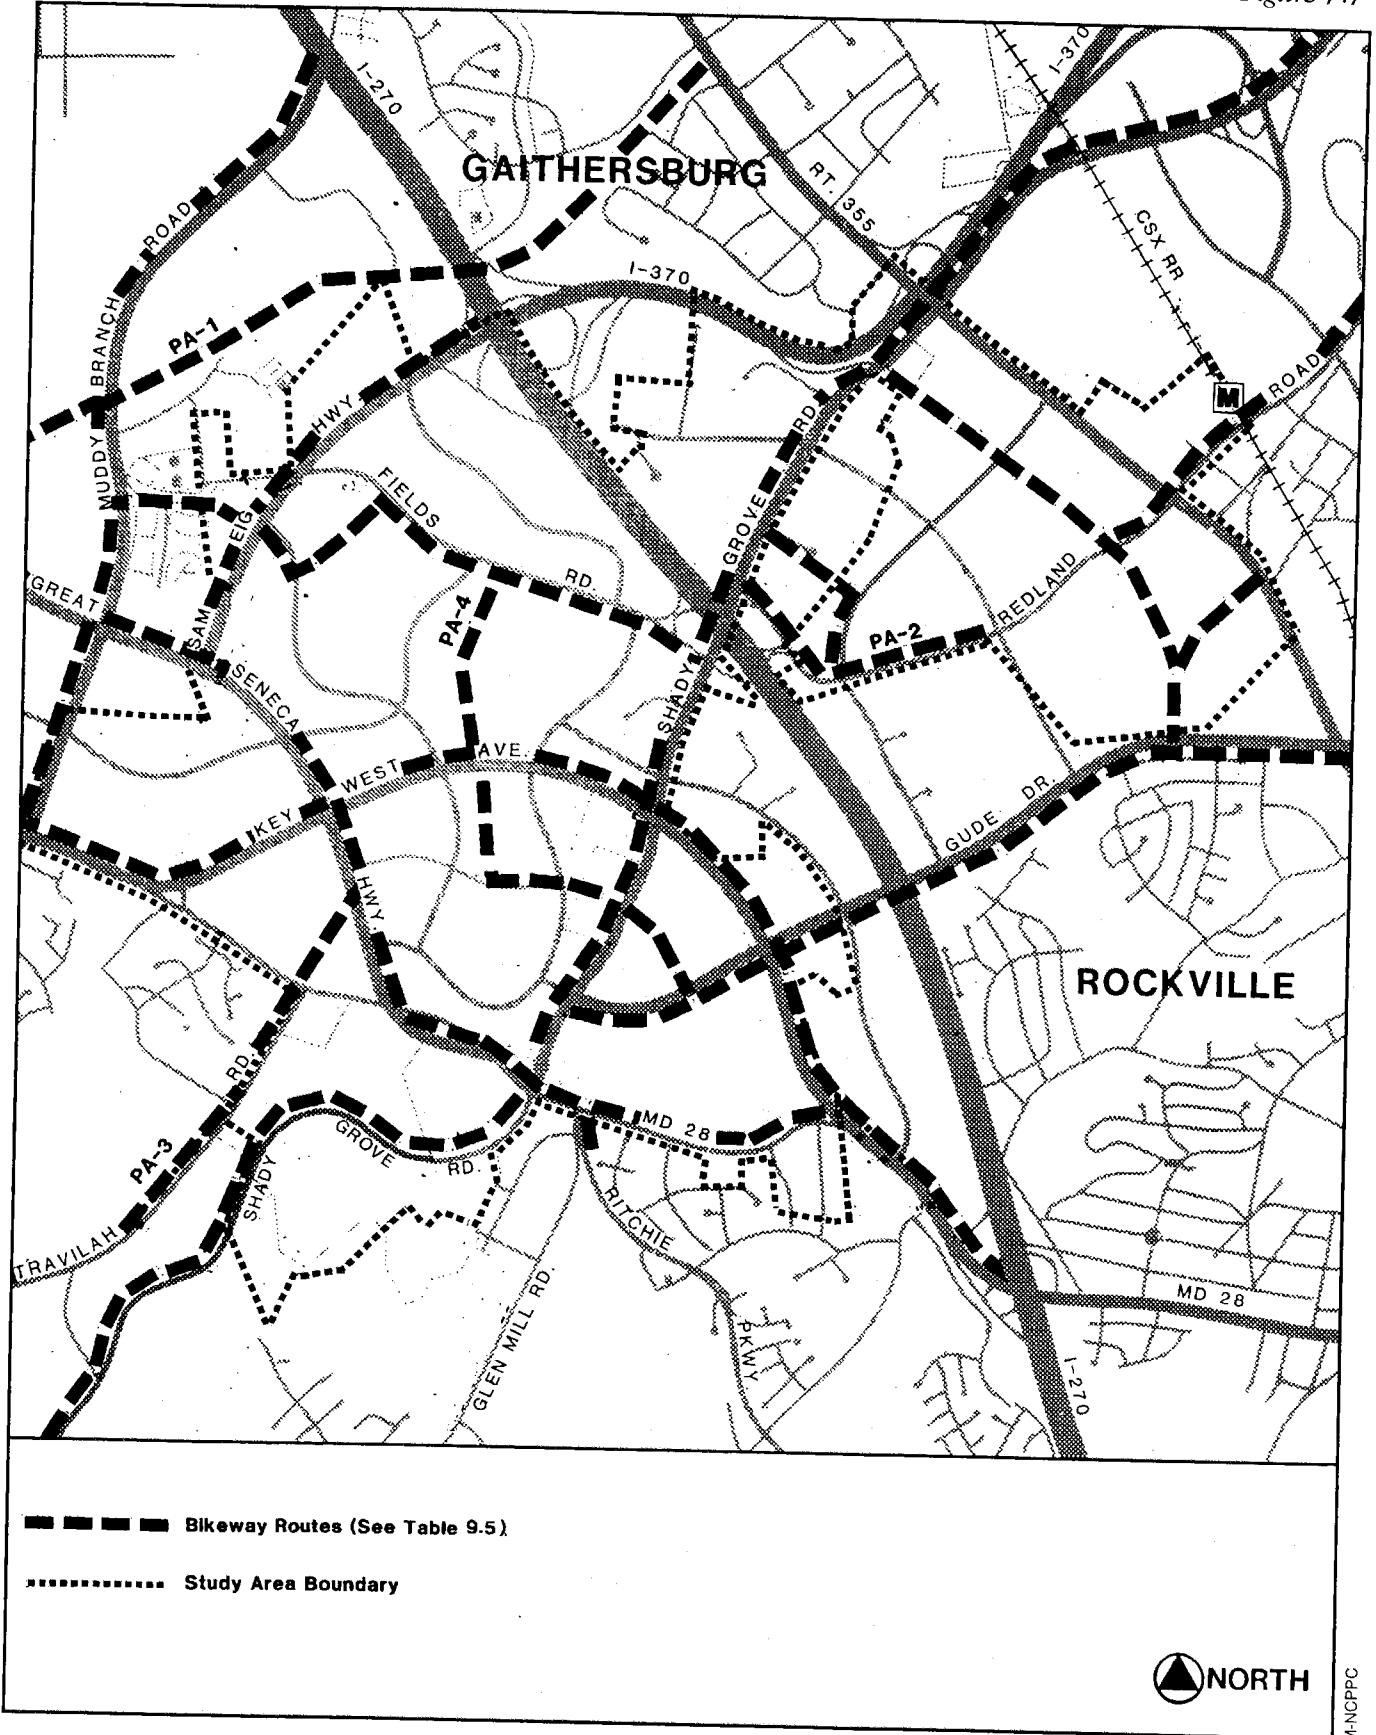 I-270
I-370
GAITHERSBURG
RT. 355
ROAD
CSX RR
I-370
BRANCH
PA-1
M
ROAD
HWY
RD.
MUDDY
FIELDS
GROVE
EIG
RD.
REDLAND
GREAT
PA-4
SAM
PA-2
SENECA
SHADY
AVE.
WEST
KEY
GUDE DR.
HWY.
ROCKVILLE
RD.
MD 28
GROVE
RD.
PA-3
SHADY
RITCHIE
TRAVILAH
GLEN MILL RD.
MD 28
PKWY
I-270
Bikeway Routes (See Table 9.5)
Study Area Boundary
NORTH
M-NCPPC